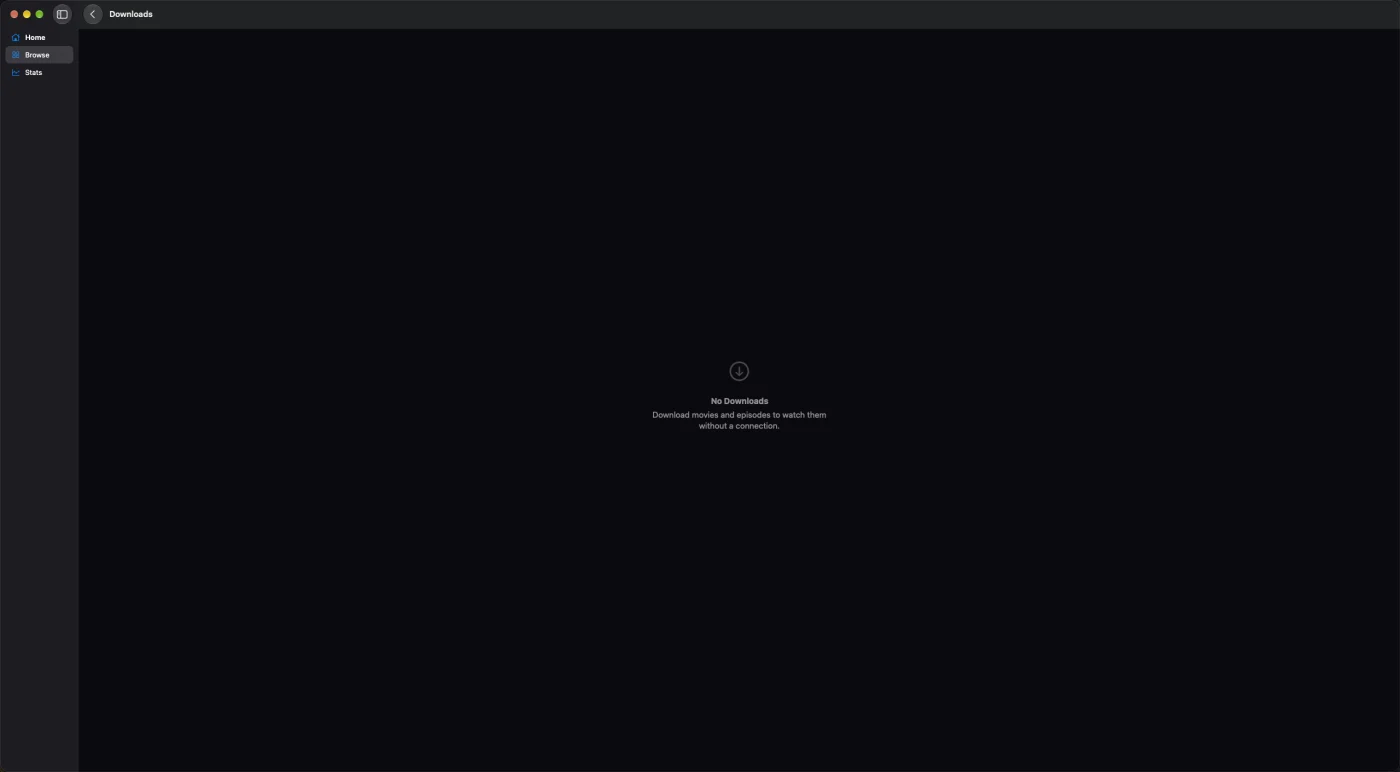 Downloads
Home
Browse
Stats
No Downloads
Download movies and episodes to watch them
without a connection.